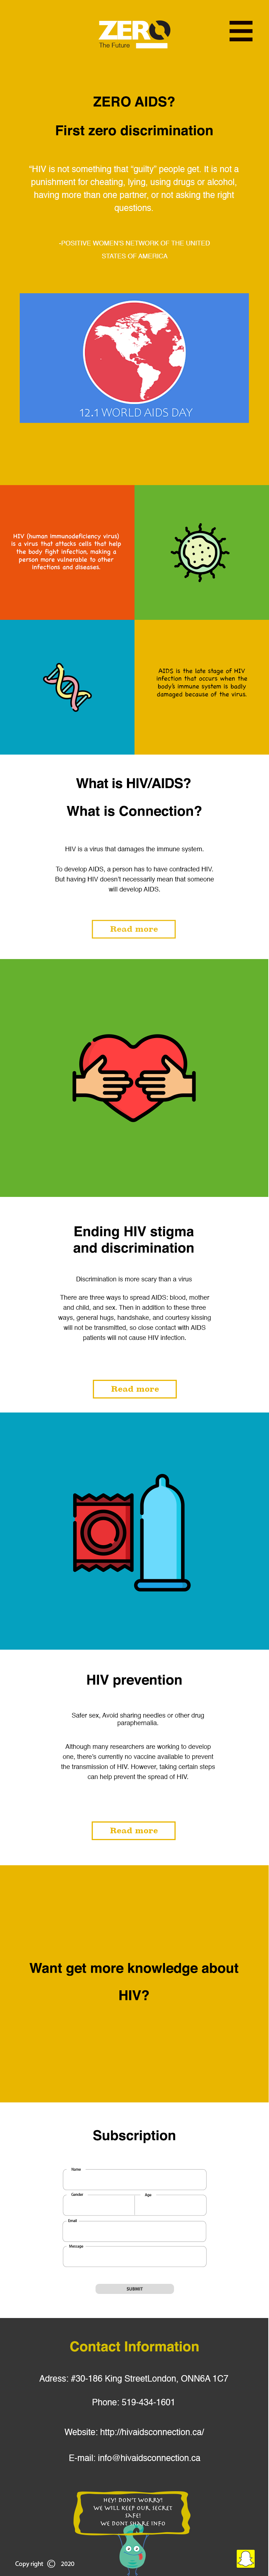 ZERO
The Future
ZERO AIDS?
First zero discrimination
“HIV is not something that “guilty” people get. It is not a
punishment for cheating, lying, using drugs or alcohol,
having more than one partner, or not asking the right
questions.
-POSITIVE WOMEN'S NETWORK OF THE UNITED
STATES OF AMERICA
12.1 WORLD AIDS DAY
HIV (human immunodeficiency virus)
is a virus that attacks cells that help
the body fight infection, making a
person more vulnerable to other
infections and diseases.
AIDS is the late stage of HIV
infection that occurs when the
body's immune system is badly
damaged because of the virus.
What is HIV/AIDS?
What is Connection?
HIV is a virus that damages the immune system.
To develop AIDS, a person has to have contracted HIV.
But having HIV doesn't necessarily mean that someone
will develop AIDS.
Read more
Ending HIV stigma
and discrimination
Discrimination is more scary than a virus
There are three ways to spread AIDS: blood, mother
and child, and sex. Then in addition to these three
ways, general hugs, handshake, and courtesy kissing
will not be transmitted, so close contact with AIDS
patients will not cause HIV infection.
Read more
HIV prevention
Safer sex, Avoid sharing needles or other drug
paraphernalia.
Although many researchers are working to develop
one, there's currently no vaccine available to prevent
the transmission of HIV. However, taking certain steps
can help prevent the spread of HIV.
Read more
Want get more knowledge about
HIV?
Subscription
Name
Gender Age
Email
Message
SUBMIT
Contact Information
Adress: #30-186 King StreetLondon, ONN6A 1C7
Phone: 519-434-1601
Website: http://hivaidsconnection.ca/
E-mail: info@hivaidsconnection.ca
HEY! DON'T WORRY!
WE WILL KEEP OUR SECRET
SAFE!
WE DONT SHARE INFO
Copy right © 2020